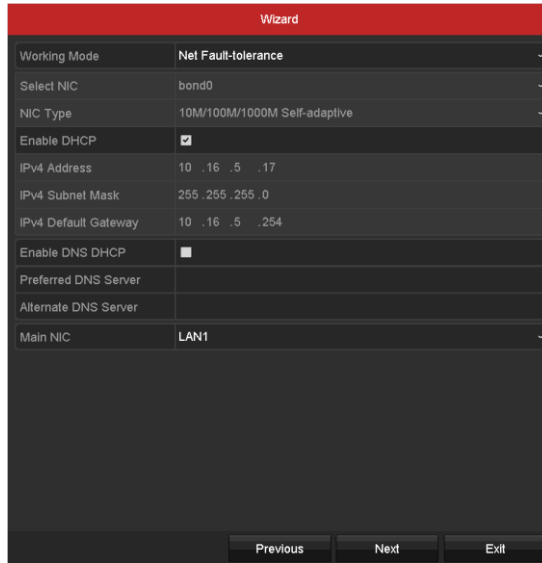 Wizard
Working Mode Net Fault-tolerance
Select NIC bond0
NIC Type 10M/100M/1000M Self-adaptive
Enable DHCP
IPv4 Address 10 .16 .5 .17
IPv4 Subnet Mask 255.255.255.0
IPv4 Default Gateway 10 .16 .5 .254
Enable DNS DHCP
Preferred DNS Server
Alternate DNS Server
Main NIC LAN1
Previous Next Exit